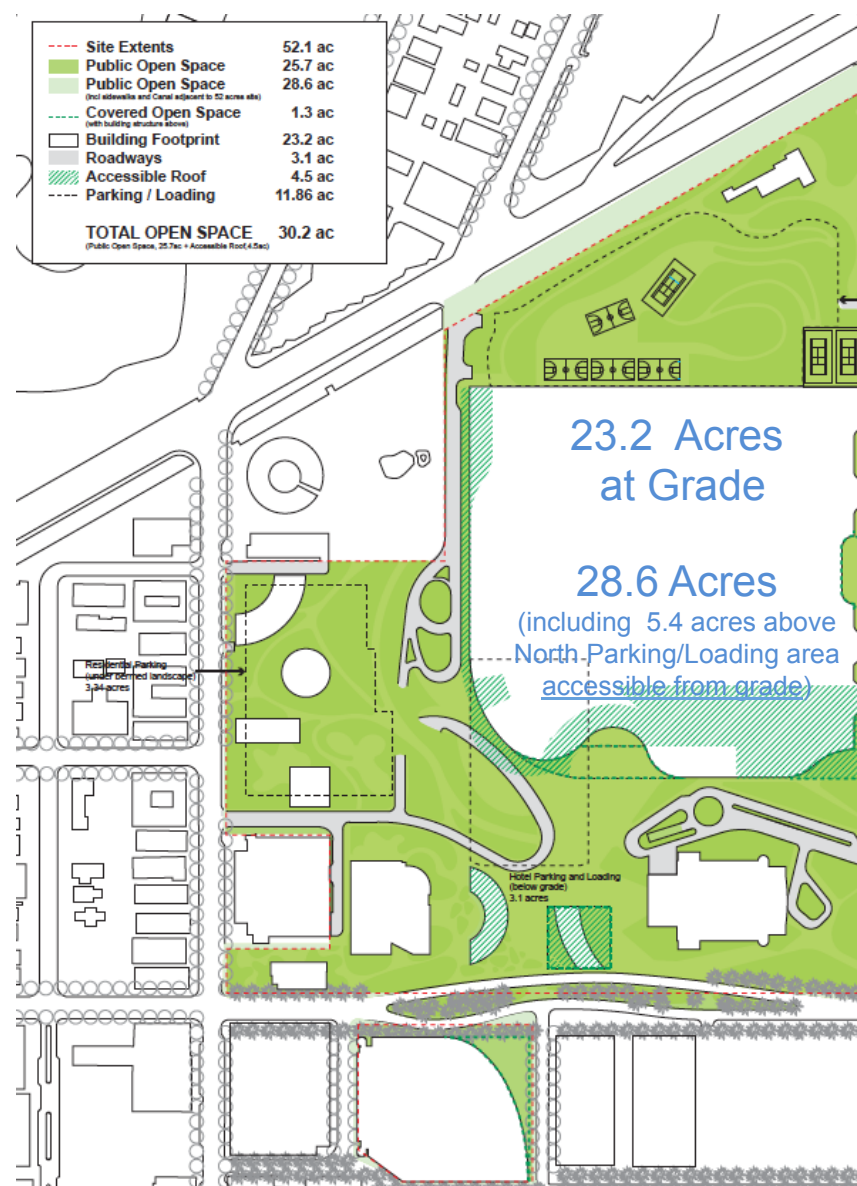 Site Extents 52.1 ac
Public Open Space 25.7 ac
Public Open Space 28.6 ac
(incl sidewalks and Canal adjacent to 52 acres site)
Covered Open Space 1.3 ac
(with building structure above)
Building Footprint 23.2 ac
Roadways 3.1 ac
Accessible Roof 4.5 ac
Parking / Loading 11.86 ac
TOTAL OPEN SPACE 30.2 ac
(Public Open Space, 25.7ac + Accessible Roof,4.5ac)
23.2 Acres
at Grade
28.6 Acres
(including 5.4 acres above
North Parking/Loading area
accessible from grade)
Residential Parking
(under bermed landscape)
3.34 acres
Hotel Parking and Loading
(below grade)
3.1 acres